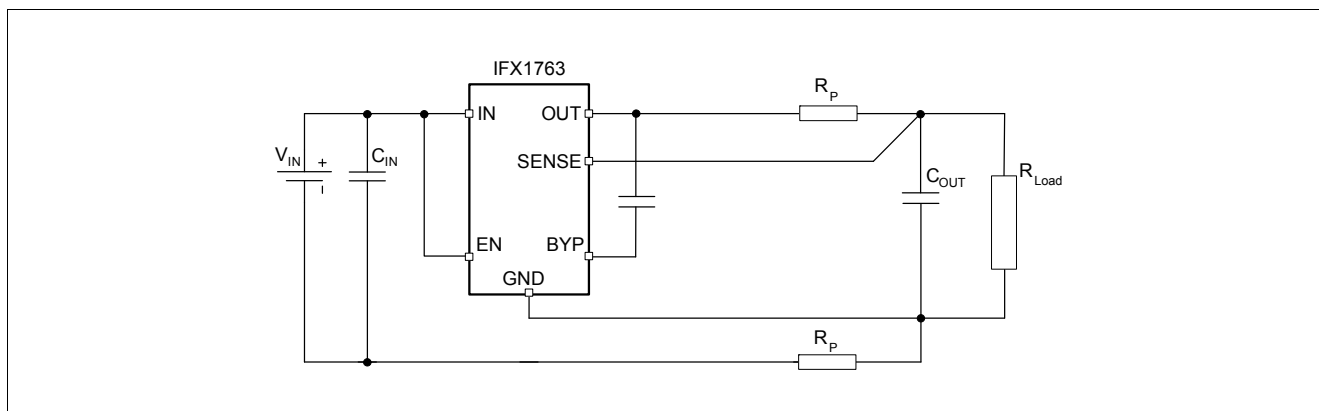 IFX1763
R_P
IN
OUT
V_IN
+
-
C_IN
SENSE
C_OUT
R_Load
EN
BYP
GND
R_P